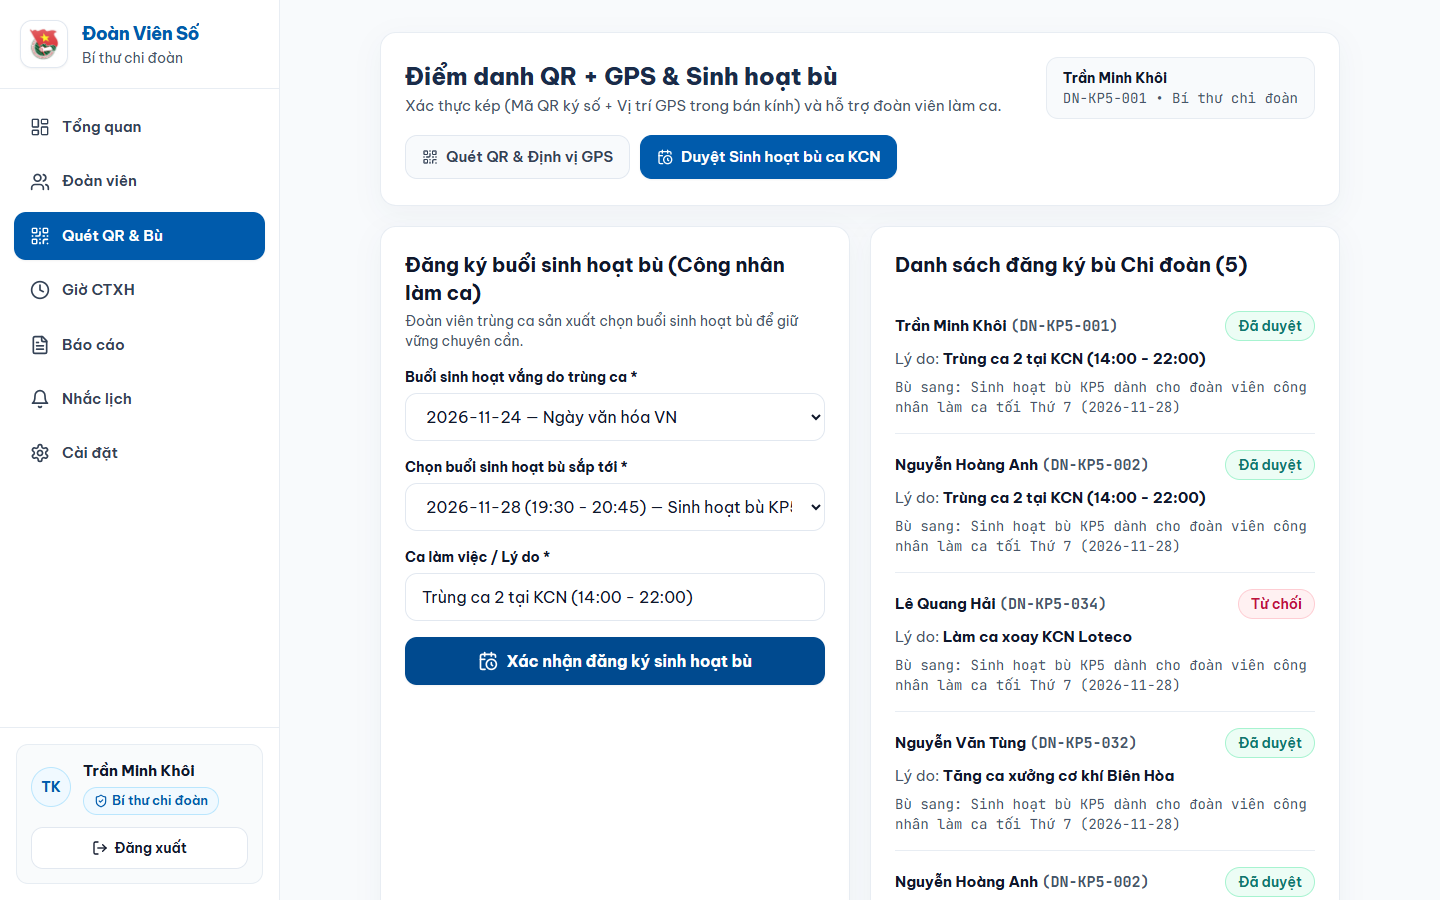 Đoàn Viên Số
Bí thư chi đoàn
Tổng quan
Đoàn viên
Quét QR & Bù
Giờ CTXH
Báo cáo
Nhắc lịch
Cài đặt
TK
Trần Minh Khôi
Bí thư chi đoàn
Đăng xuất
Điểm danh QR + GPS & Sinh hoạt bù
Xác thực kép (Mã QR ký số + Vị trí GPS trong bán kính) và hỗ trợ đoàn viên làm ca.
Trần Minh Khôi
DN-KP5-001 • Bí thư chi đoàn
Quét QR & Định vị GPS
Duyệt Sinh hoạt bù ca KCN
Đăng ký buổi sinh hoạt bù (Công nhân
làm ca)
Đoàn viên trùng ca sản xuất chọn buổi sinh hoạt bù để giữ
vững chuyên cần.
Buổi sinh hoạt vắng do trùng ca *
2026-11-24 — Ngày văn hóa VN
Chọn buổi sinh hoạt bù sắp tới *
2026-11-28 (19:30 - 20:45) — Sinh hoạt bù KP5
Ca làm việc / Lý do *
Trùng ca 2 tại KCN (14:00 - 22:00)
Xác nhận đăng ký sinh hoạt bù
Danh sách đăng ký bù Chi đoàn (5)
Trần Minh Khôi (DN-KP5-001)
Đã duyệt
Lý do: Trùng ca 2 tại KCN (14:00 - 22:00)
Bù sang: Sinh hoạt bù KP5 dành cho đoàn viên công
nhân làm ca tối Thứ 7 (2026-11-28)
Nguyễn Hoàng Anh (DN-KP5-002)
Đã duyệt
Lý do: Trùng ca 2 tại KCN (14:00 - 22:00)
Bù sang: Sinh hoạt bù KP5 dành cho đoàn viên công
nhân làm ca tối Thứ 7 (2026-11-28)
Lê Quang Hải (DN-KP5-034)
Từ chối
Lý do: Làm ca xoay KCN Loteco
Bù sang: Sinh hoạt bù KP5 dành cho đoàn viên công
nhân làm ca tối Thứ 7 (2026-11-28)
Nguyễn Văn Tùng (DN-KP5-032)
Đã duyệt
Lý do: Tăng ca xưởng cơ khí Biên Hòa
Bù sang: Sinh hoạt bù KP5 dành cho đoàn viên công
nhân làm ca tối Thứ 7 (2026-11-28)
Nguyễn Hoàng Anh (DN-KP5-002)
Đã duyệt